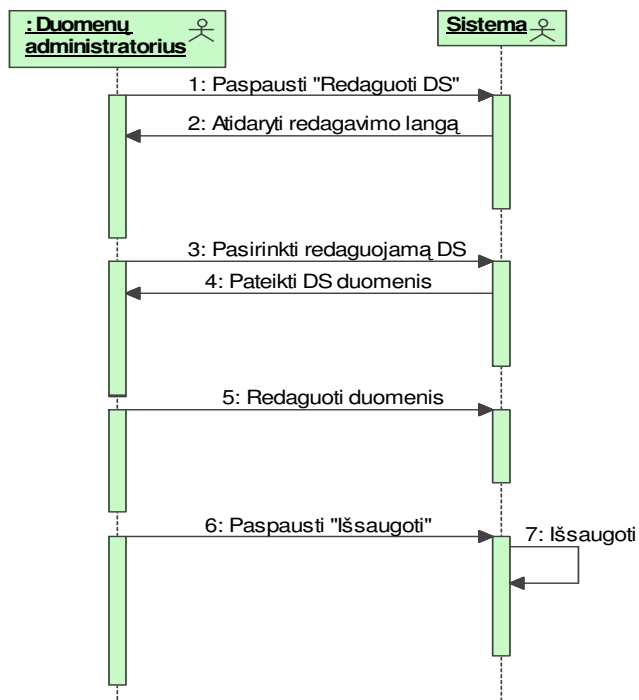 : Duomenų
administratorius
Sistema
1: Paspausti "Redaguoti DS"
2: Atidaryti redagavimo langą
3: Pasirinkti redaguojamą DS
4: Pateikti DS duomenis
5: Redaguoti duomenis
6: Paspausti "Išsaugoti"
7: Išsaugoti